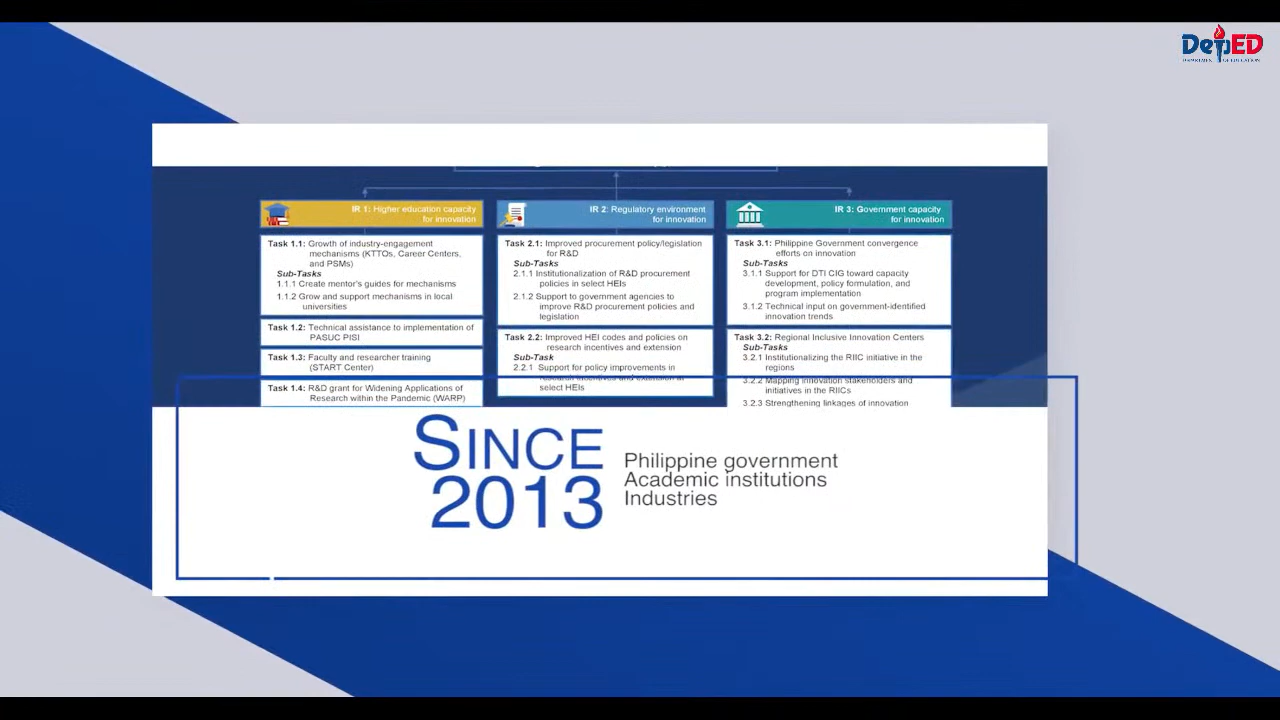 DepED
DEPARTMENT OF EDUCATION
IR 1: Higher education capacity
for innovation
Task 1.1: Growth of industry-engagement
mechanisms (KTTOs, Career Centers,
and PSMs)
Sub-Tasks
1.1.1 Create mentor's guides for mechanisms
1.1.2 Grow and support mechanisms in local
universities
Task 1.2: Technical assistance to implementation of
PASUC PISI
Task 1.3: Faculty and researcher training
(START Center)
Task 1.4: R&D grant for Widening Applications of
Research within the Pandemic (WARP)
IR 2: Regulatory environment
for innovation
Task 2.1: Improved procurement policy/legislation
for R&D
Sub-Tasks
2.1.1 Institutionalization of R&D procurement
policies in select HEIs
2.1.2 Support to government agencies to
improve R&D procurement policies and
legislation
Task 2.2: Improved HEI codes and policies on
research incentives and extension
Sub-Task
2.2.1 Support for policy improvements in
research incentives and extension in
select HEIs
IR 3: Government capacity
for innovation
Task 3.1: Philippine Government convergence
efforts on innovation
Sub-Tasks
3.1.1 Support for DTI CIG toward capacity
development, policy formulation, and
program implementation
3.1.2 Technical input on government-identified
innovation trends
Task 3.2: Regional Inclusive Innovation Centers
Sub-Tasks
3.2.1 Institutionalizing the RIIC initiative in the
regions
3.2.2 Mapping innovation stakeholders and
initiatives in the RIICs
3.2.3 Strengthening linkages of innovation
SINCE
2013
Philippine government
Academic institutions
Industries